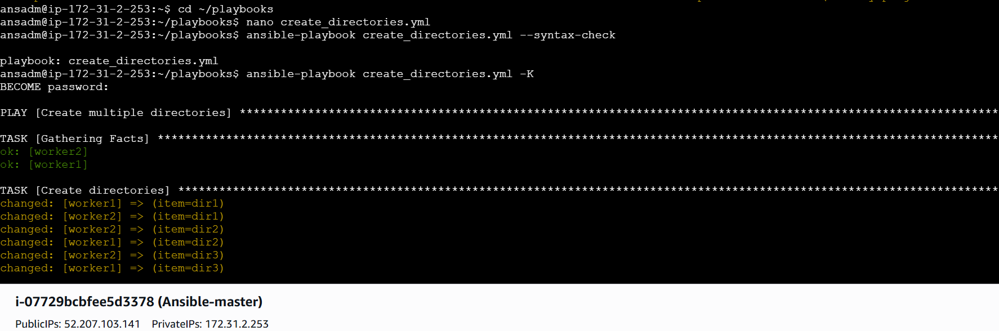 ansadm@ip-172-31-2-253:~$ cd ~/playbooks
ansadm@ip-172-31-2-253:~/playbooks$ nano create_directories.yml
ansadm@ip-172-31-2-253:~/playbooks$ ansible-playbook create_directories.yml --syntax-check
playbook: create_directories.yml
ansadm@ip-172-31-2-253:~/playbooks$ ansible-playbook create_directories.yml -K
BECOME password:
PLAY [Create multiple directories] ***************************************************************************************************************
TASK [Gathering Facts] ***************************************************************************************************************************
ok: [worker2]
ok: [worker1]
TASK [Create directories] ************************************************************************************************************************
changed: [worker1] => (item=dir1)
changed: [worker2] => (item=dir1)
changed: [worker2] => (item=dir2)
changed: [worker1] => (item=dir2)
changed: [worker2] => (item=dir3)
changed: [worker1] => (item=dir3)
i-07729bcbfee5d3378 (Ansible-master)
PublicIPs: 52.207.103.141 PrivateIPs: 172.31.2.253